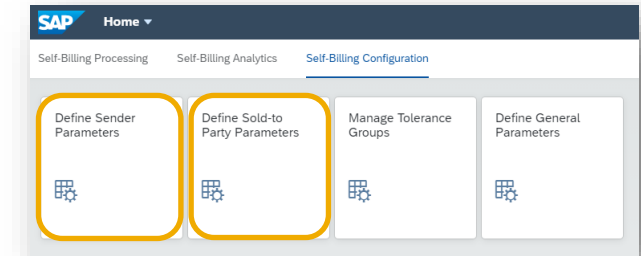 SAP Home
Self-Billing Processing Self-Billing Analytics Self-Billing Configuration
Define Sender
Parameters
Define Sold-to
Party Parameters
Manage Tolerance
Groups
Define General
Parameters